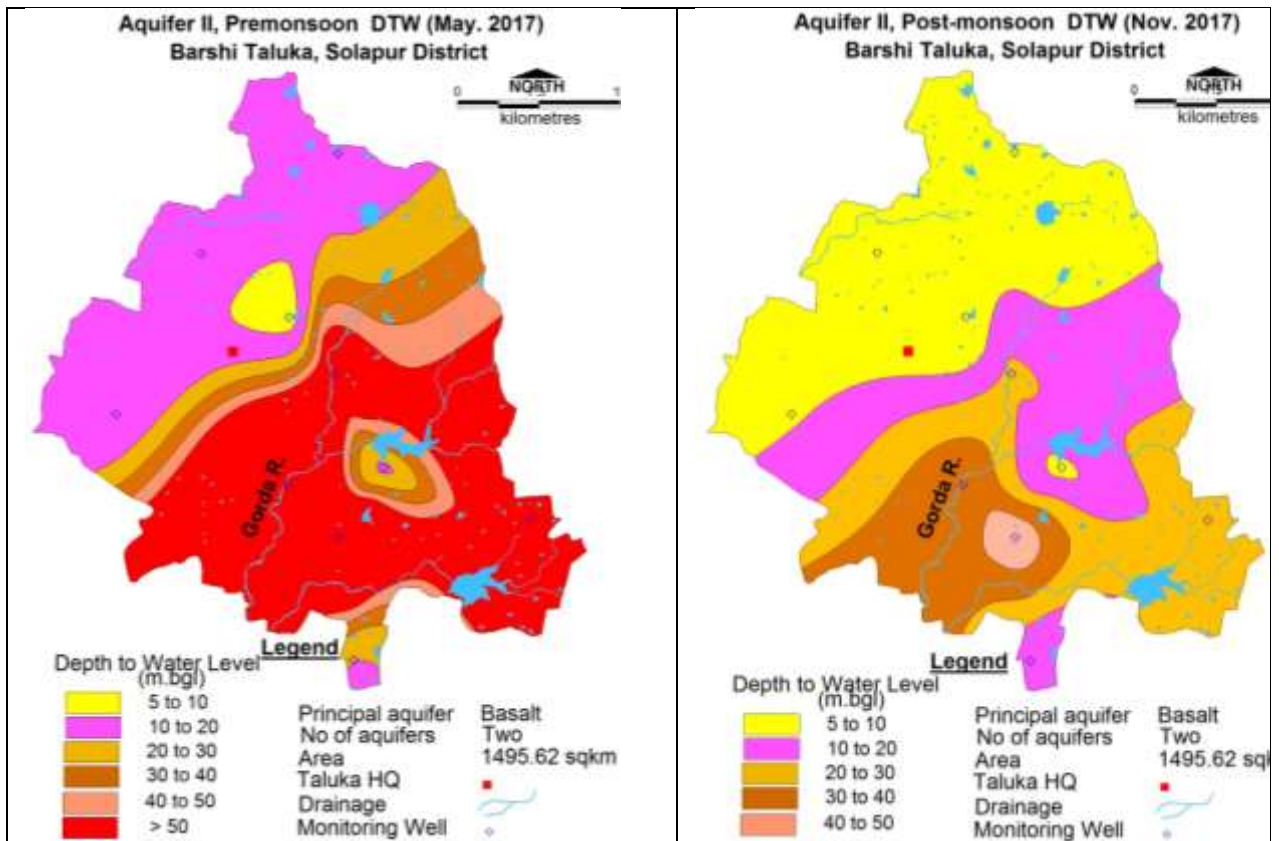 Aquifer II, Premonsoon DTW (May. 2017)
Barshi Taluka, Solapur District
NORTH
0
1
kilometres
Gorda R.
Legend
Depth to Water Level
(m.bgl)
5 to 10
10 to 20
20 to 30
30 to 40
40 to 50
> 50
Principal aquifer Basalt
No of aquifers Two
Area 1495.62 sqkm
Taluka HQ
Drainage
Monitoring Well
Aquifer II, Post-monsoon DTW (Nov. 2017)
Barshi Taluka, Solapur District
NORTH
0
kilometres
Gorda R.
Legend
Depth to Water Level
(m.bgl)
5 to 10
10 to 20
20 to 30
30 to 40
40 to 50
Principal aquifer Basalt
No of aquifers Two
Area 1495.62 sqk
Taluka HQ
Drainage
Monitoring Well